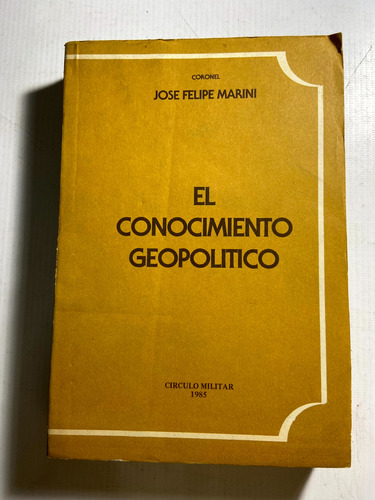 CORONEL
JOSE FELIPE MARINI
EL
CONOCIMIENTO
GEOPOLITICO
CIRCULO MILITAR
1985